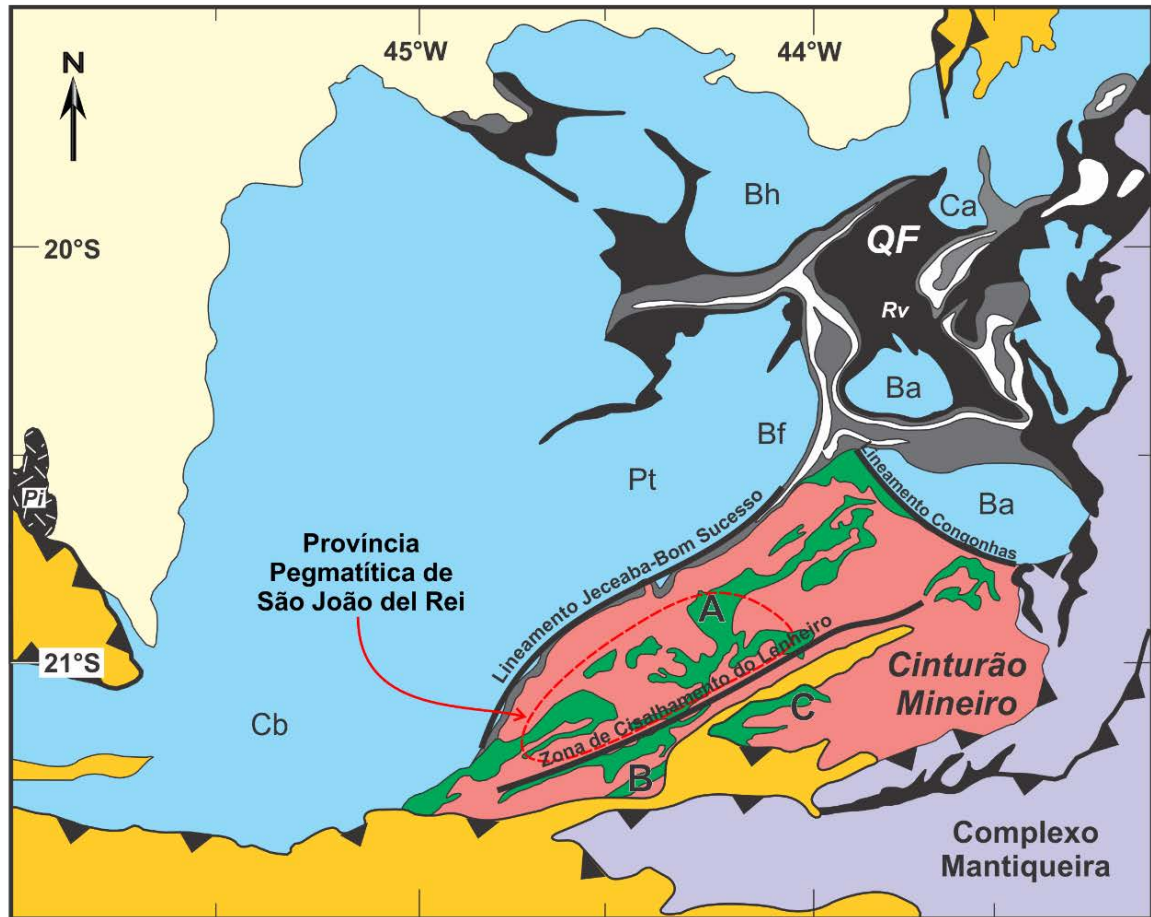 45°W
44°W
N
Bh
Ca
20°S
QF
Rv
Ba
Bf
Pt
Pi
Lineamento Congonhas
Ba
Província
Pegmatítica de
São João del Rei
Lineamento Jeceaba-Bom Sucesso
A
21°S
Zona de Cisalhamento do Lenheiro
Cinturão
Mineiro
Cb
C
B
Complexo
Mantiqueira